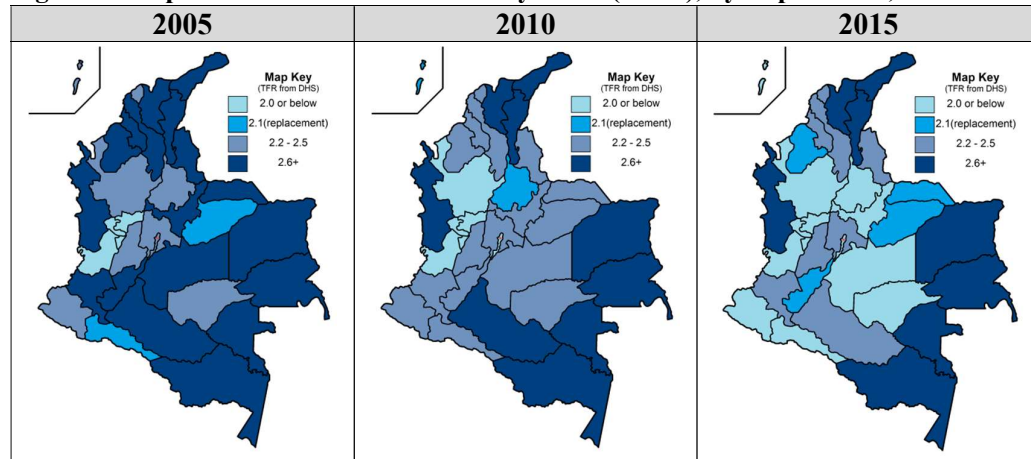 2005 2010 2015
Map Key
(TFR from DHS)
2.0 or below
2.1(replacement)
2.2 - 2.5
2.6+
Map Key
(TFR from DHS)
2.0 or below
2.1(replacement)
2.2 - 2.5
2.6+
Map Key
(TFR from DHS)
2.0 or below
2.1(replacement)
2.2 - 2.5
2.6+